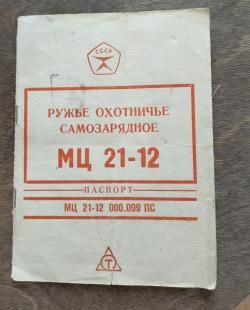 СССР
РУЖЬЕ ОХОТНИЧЬЕ
САМОЗАРЯДНОЕ
МЦ 21-12
ПАСПОРТ
МЦ 21-12 000.099 ПС
Т